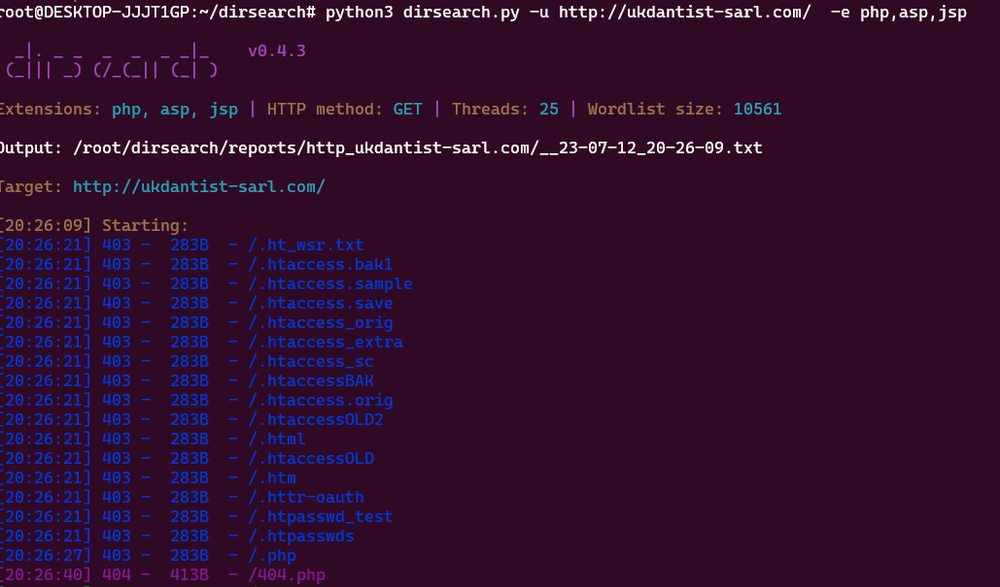 root@DESKTOP-JJJT1GP:~/dirsearch# python3 dirsearch.py -u http://ukdantist-sarl.com/  -e php,asp,jsp
  _|. _ _  _  _  _ _|_    v0.4.3
 (_||| _) (/_(_|| (_| )
Extensions: php, asp, jsp | HTTP method: GET | Threads: 25 | Wordlist size: 10561
Output: /root/dirsearch/reports/http_ukdantist-sarl.com/__23-07-12_20-26-09.txt
Target: http://ukdantist-sarl.com/
[20:26:09] Starting:
[20:26:21] 403 -  283B  - /.ht_wsr.txt
[20:26:21] 403 -  283B  - /.htaccess.bak1
[20:26:21] 403 -  283B  - /.htaccess.sample
[20:26:21] 403 -  283B  - /.htaccess.save
[20:26:21] 403 -  283B  - /.htaccess_orig
[20:26:21] 403 -  283B  - /.htaccess_extra
[20:26:21] 403 -  283B  - /.htaccess_sc
[20:26:21] 403 -  283B  - /.htaccessBAK
[20:26:21] 403 -  283B  - /.htaccess.orig
[20:26:21] 403 -  283B  - /.htaccessOLD2
[20:26:21] 403 -  283B  - /.html
[20:26:21] 403 -  283B  - /.htaccessOLD
[20:26:21] 403 -  283B  - /.htm
[20:26:21] 403 -  283B  - /.httr-oauth
[20:26:21] 403 -  283B  - /.htpasswd_test
[20:26:21] 403 -  283B  - /.htpasswds
[20:26:27] 403 -  283B  - /.php
[20:26:40] 404 -  413B  - /404.php